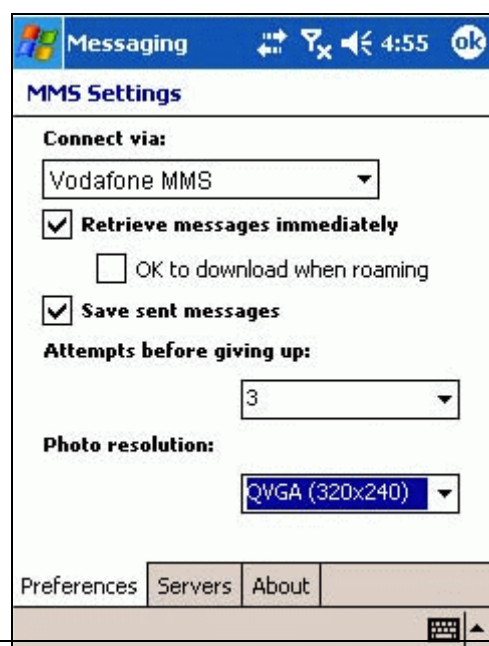 Messaging 4:55 ok
MMS Settings
Connect via:
Vodafone MMS
Retrieve messages immediately
OK to download when roaming
Save sent messages
Attempts before giving up:
3
Photo resolution:
QVGA (320x240)
Preferences Servers About